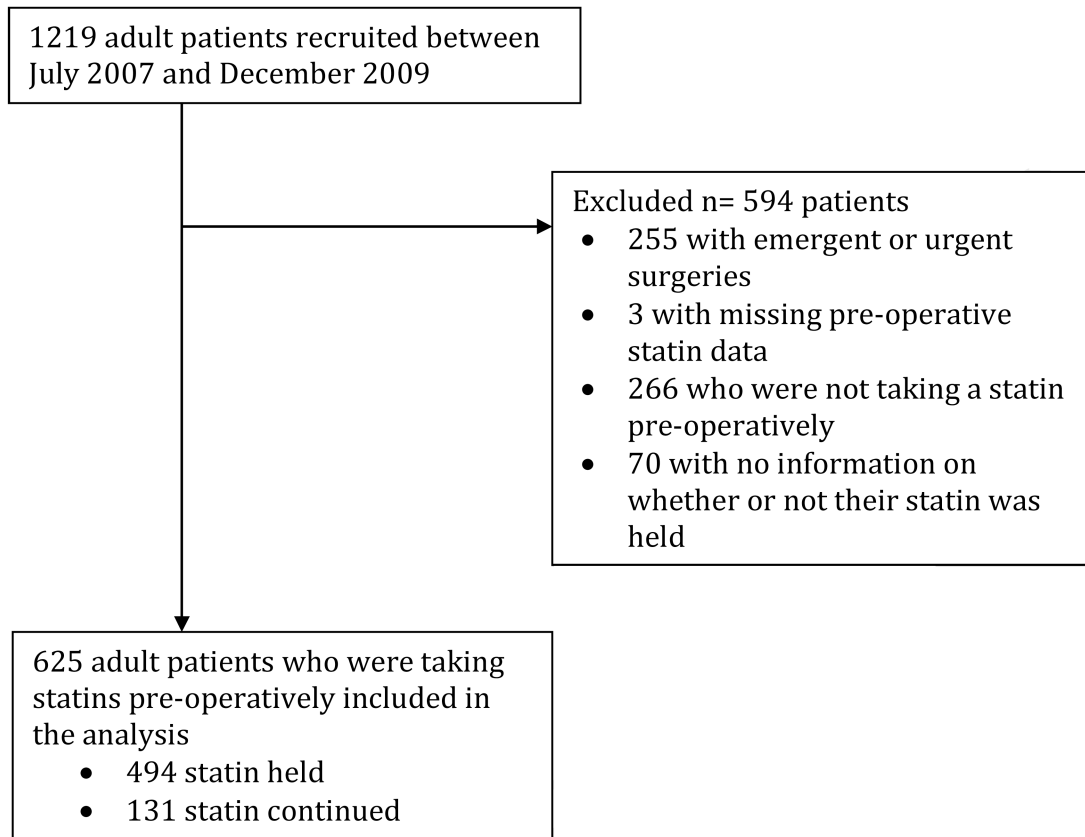 1219 adult patients recruited between
July 2007 and December 2009
Excluded n= 594 patients
• 255 with emergent or urgent
surgeries
• 3 with missing pre-operative
statin data
• 266 who were not taking a statin
pre-operatively
• 70 with no information on
whether or not their statin was
held
625 adult patients who were taking
statins pre-operatively included in
the analysis
• 494 statin held
• 131 statin continued